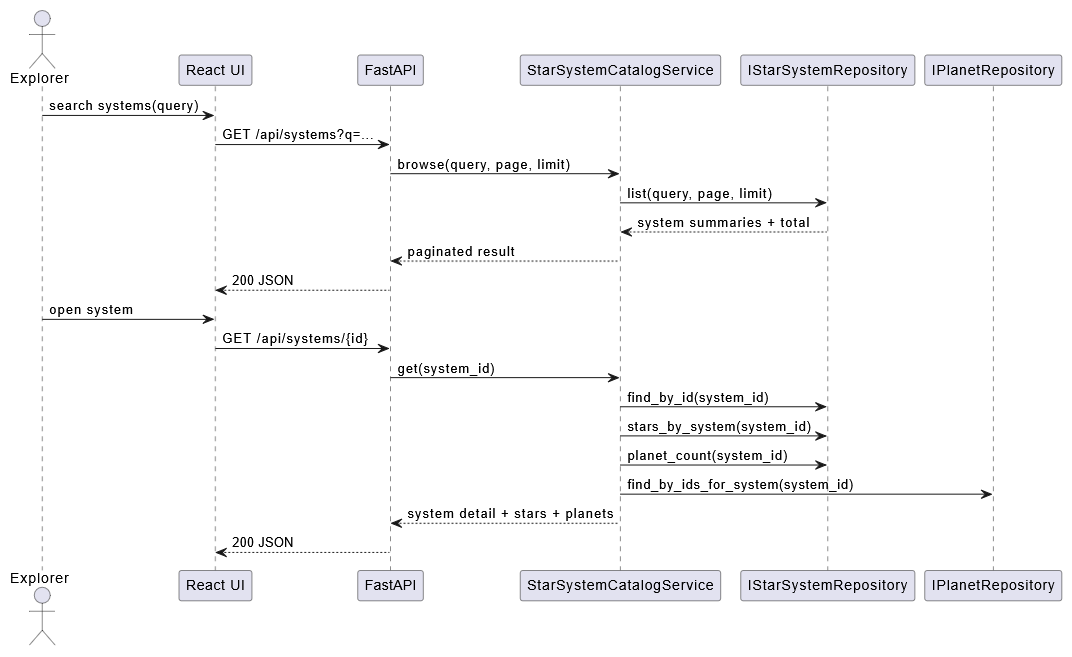 Explorer
React UI
FastAPI
StarSystemCatalogService
IStarSystemRepository
IPlanetRepository
search systems(query)
GET /api/systems?q=...
browse(query, page, limit)
list(query, page, limit)
system summaries + total
paginated result
200 JSON
open system
GET /api/systems/{id}
get(system_id)
find_by_id(system_id)
stars_by_system(system_id)
planet_count(system_id)
find_by_ids_for_system(system_id)
system detail + stars + planets
200 JSON
Explorer
React UI
FastAPI
StarSystemCatalogService
IStarSystemRepository
IPlanetRepository